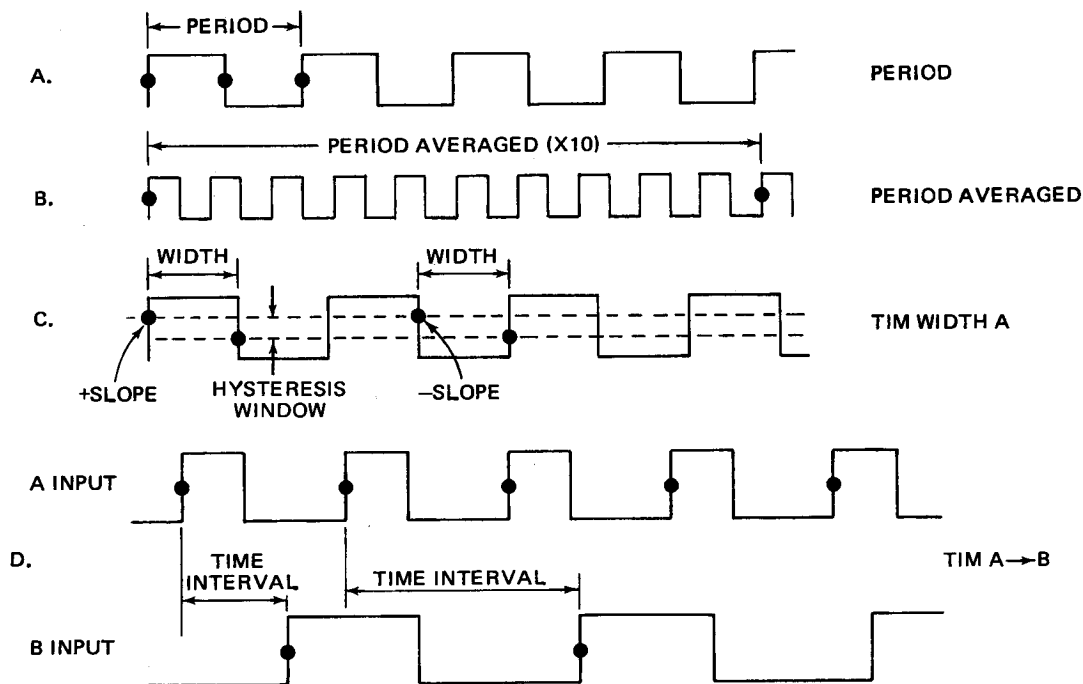 PERIOD
A.
PERIOD
PERIOD AVERAGED (X10)
B.
PERIOD AVERAGED
WIDTH
WIDTH
C.
TIM WIDTH A
+SLOPE
HYSTERESIS
WINDOW
−SLOPE
A INPUT
D.
TIME
INTERVAL
TIME INTERVAL
TIM A→B
B INPUT